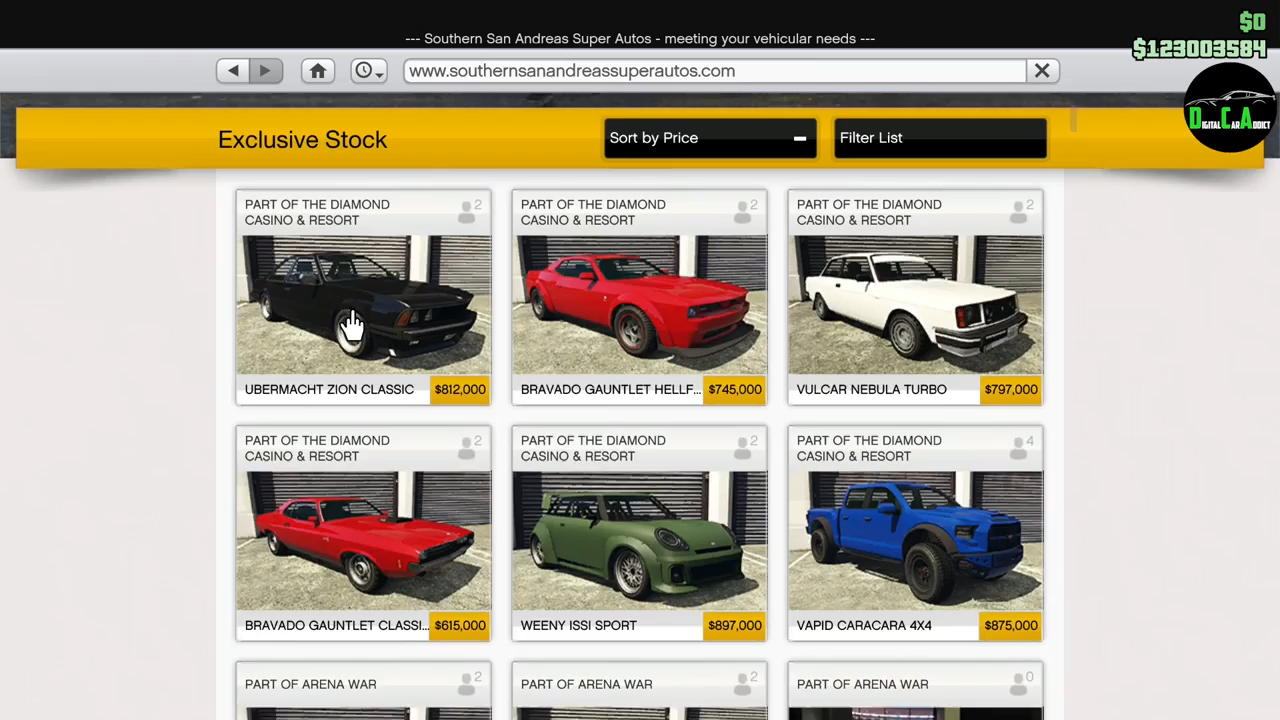 $0
--- Southern San Andreas Super Autos - meeting your vehicular needs ---
$123003584
www.southernsanandreassuperautos.com
DIGITALCARADDICT
Exclusive Stock
Sort by Price
Filter List
PART OF THE DIAMOND
CASINO & RESORT
2
PART OF THE DIAMOND
CASINO & RESORT
2
PART OF THE DIAMOND
CASINO & RESORT
2
UBERMACHT ZION CLASSIC $812,000
BRAVADO GAUNTLET HELLF... $745,000
VULCAR NEBULA TURBO $797,000
PART OF THE DIAMOND
CASINO & RESORT
2
PART OF THE DIAMOND
CASINO & RESORT
2
PART OF THE DIAMOND
CASINO & RESORT
4
BRAVADO GAUNTLET CLASSI... $615,000
WEENY ISSI SPORT $897,000
VAPID CARACARA 4X4 $875,000
PART OF ARENA WAR 2
PART OF ARENA WAR 2
PART OF ARENA WAR 0